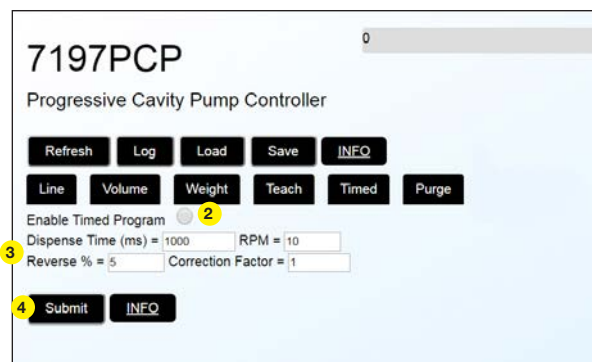 0
7197PCP
Progressive Cavity Pump Controller
Refresh Log Load Save INFO
Line Volume Weight Teach Timed Purge
Enable Timed Program 2
Dispense Time (ms) = 1000 RPM = 10
3
Reverse % = 5 Correction Factor = 1
4 Submit INFO